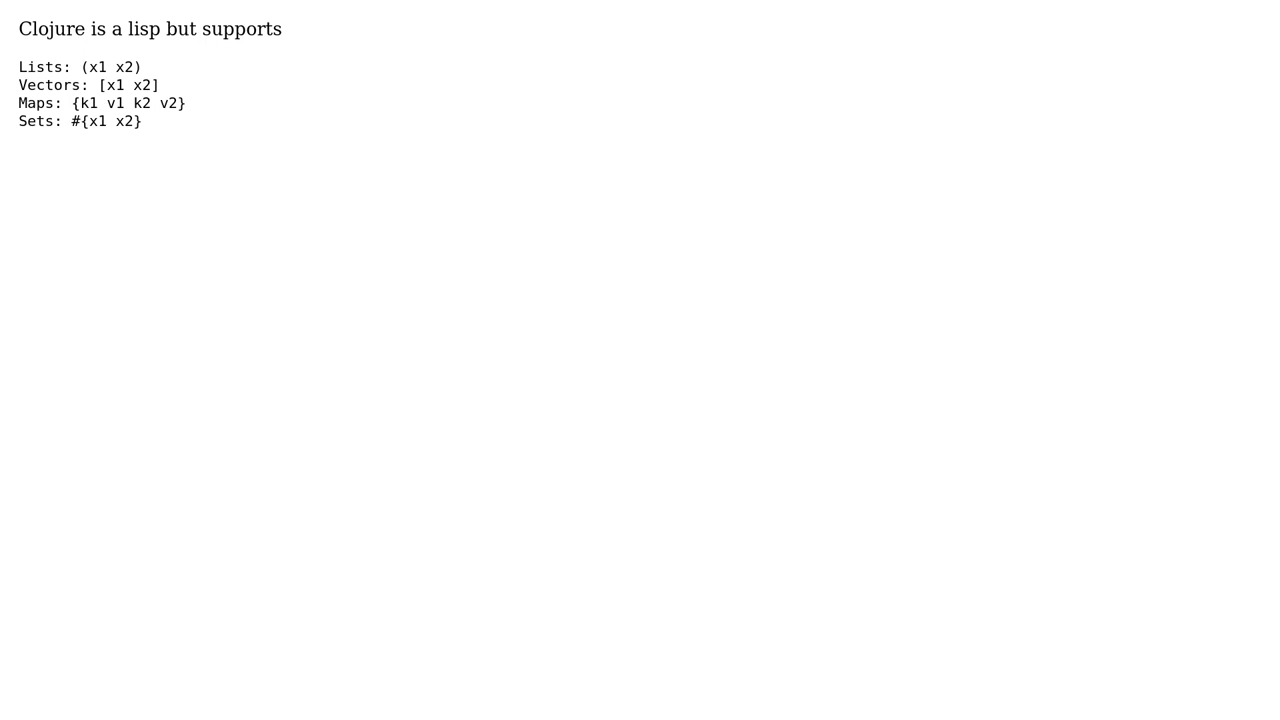 Clojure is a lisp but supports
Lists: (x1 x2)
Vectors: [x1 x2]
Maps: {k1 v1 k2 v2}
Sets: #{x1 x2}